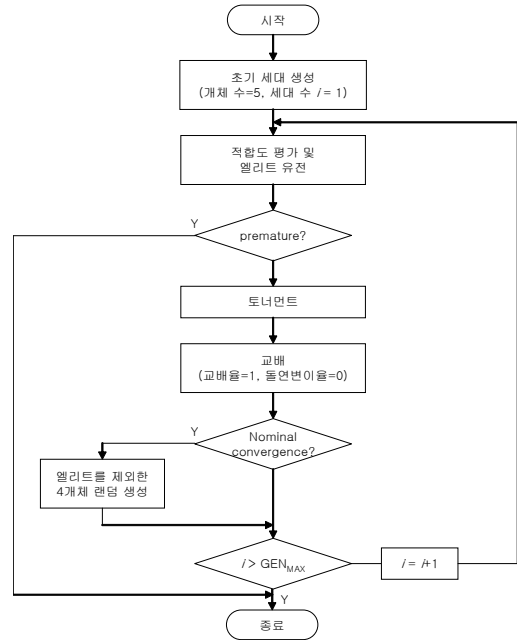 시작
초기 세대 생성
(개체 수=5, 세대 수 i = 1)
적합도 평가 및
엘리트 유전
Y
premature?
토너먼트
교배
(교배율=1, 돌연변이율=0)
Y
Nominal
convergence?
엘리트를 제외한
4개체 랜덤 생성
i > GEN_MAX
i = i+1
Y
종료